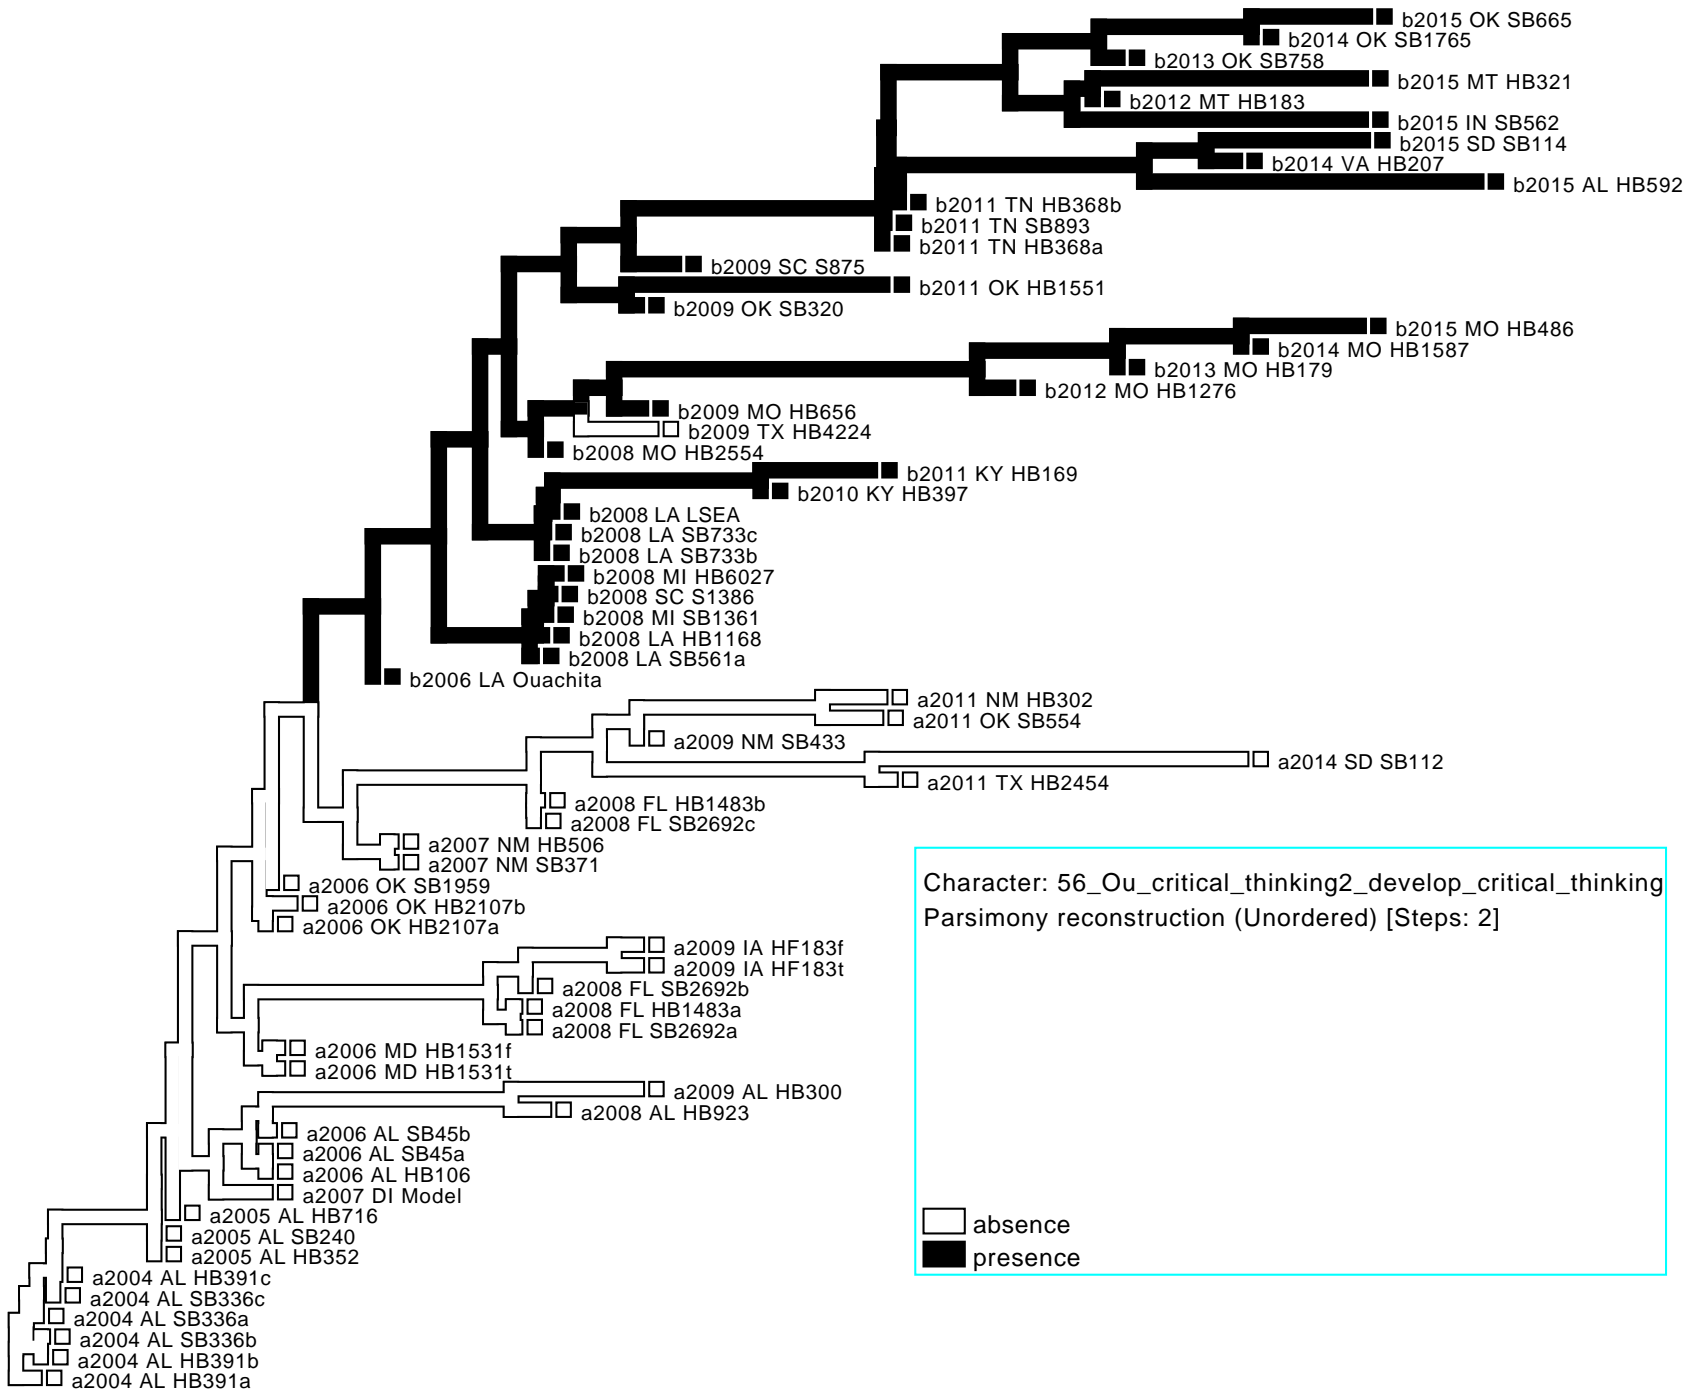 b2015 OK SB665
b2014 OK SB1765
b2013 OK SB758
b2015 MT HB321
b2012 MT HB183
b2015 IN SB562
b2015 SD SB114
b2014 VA HB207
b2015 AL HB592
b2011 TN HB368b
b2011 TN SB893
b2011 TN HB368a
b2009 SC S875
b2011 OK HB1551
b2009 OK SB320
b2015 MO HB486
b2014 MO HB1587
b2013 MO HB179
b2012 MO HB1276
b2009 MO HB656
b2009 TX HB4224
b2008 MO HB2554
b2011 KY HB169
b2010 KY HB397
b2008 LA LSEA
b2008 LA SB733c
b2008 LA SB733b
b2008 MI HB6027
b2008 SC S1386
b2008 MI SB1361
b2008 LA HB1168
b2008 LA SB561a
b2006 LA Ouachita
a2011 NM HB302
a2011 OK SB554
a2009 NM SB433
a2014 SD SB112
a2011 TX HB2454
a2008 FL HB1483b
a2008 FL SB2692c
a2007 NM HB506
a2007 NM SB371
a2006 OK SB1959
a2006 OK HB2107b
a2006 OK HB2107a
a2009 IA HF183f
a2009 IA HF183t
a2008 FL SB2692b
a2008 FL HB1483a
a2008 FL SB2692a
a2006 MD HB1531f
a2006 MD HB1531t
a2009 AL HB300
a2008 AL HB923
a2006 AL SB45b
a2006 AL SB45a
a2006 AL HB106
a2007 DI Model
a2005 AL HB716
a2005 AL SB240
a2005 AL HB352
a2004 AL HB391c
a2004 AL SB336c
a2004 AL SB336a
a2004 AL SB336b
a2004 AL HB391b
a2004 AL HB391a
Character: 56_Ou_critical_thinking2_develop_critical_thinking
Parsimony reconstruction (Unordered) [Steps: 2]
absence
presence